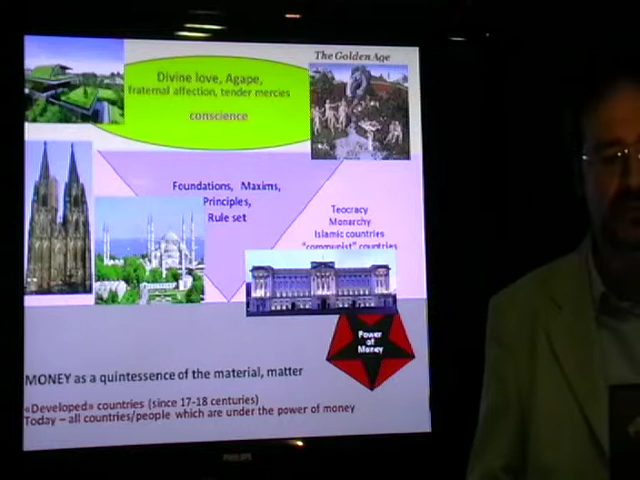 The Golden Age
Divine love, Agape,
fraternal affection, tender mercies
conscience
Foundations, Maxims,
Principles,
Rule set
Teocracy
Monarchy
Islamic countries
"communist" countries
Power
of
Money
MONEY as a quintessence of the material, matter
«Developed» countries (since 17-18 centuries)
Today – all countries/people which are under the power of money
PHILIPS